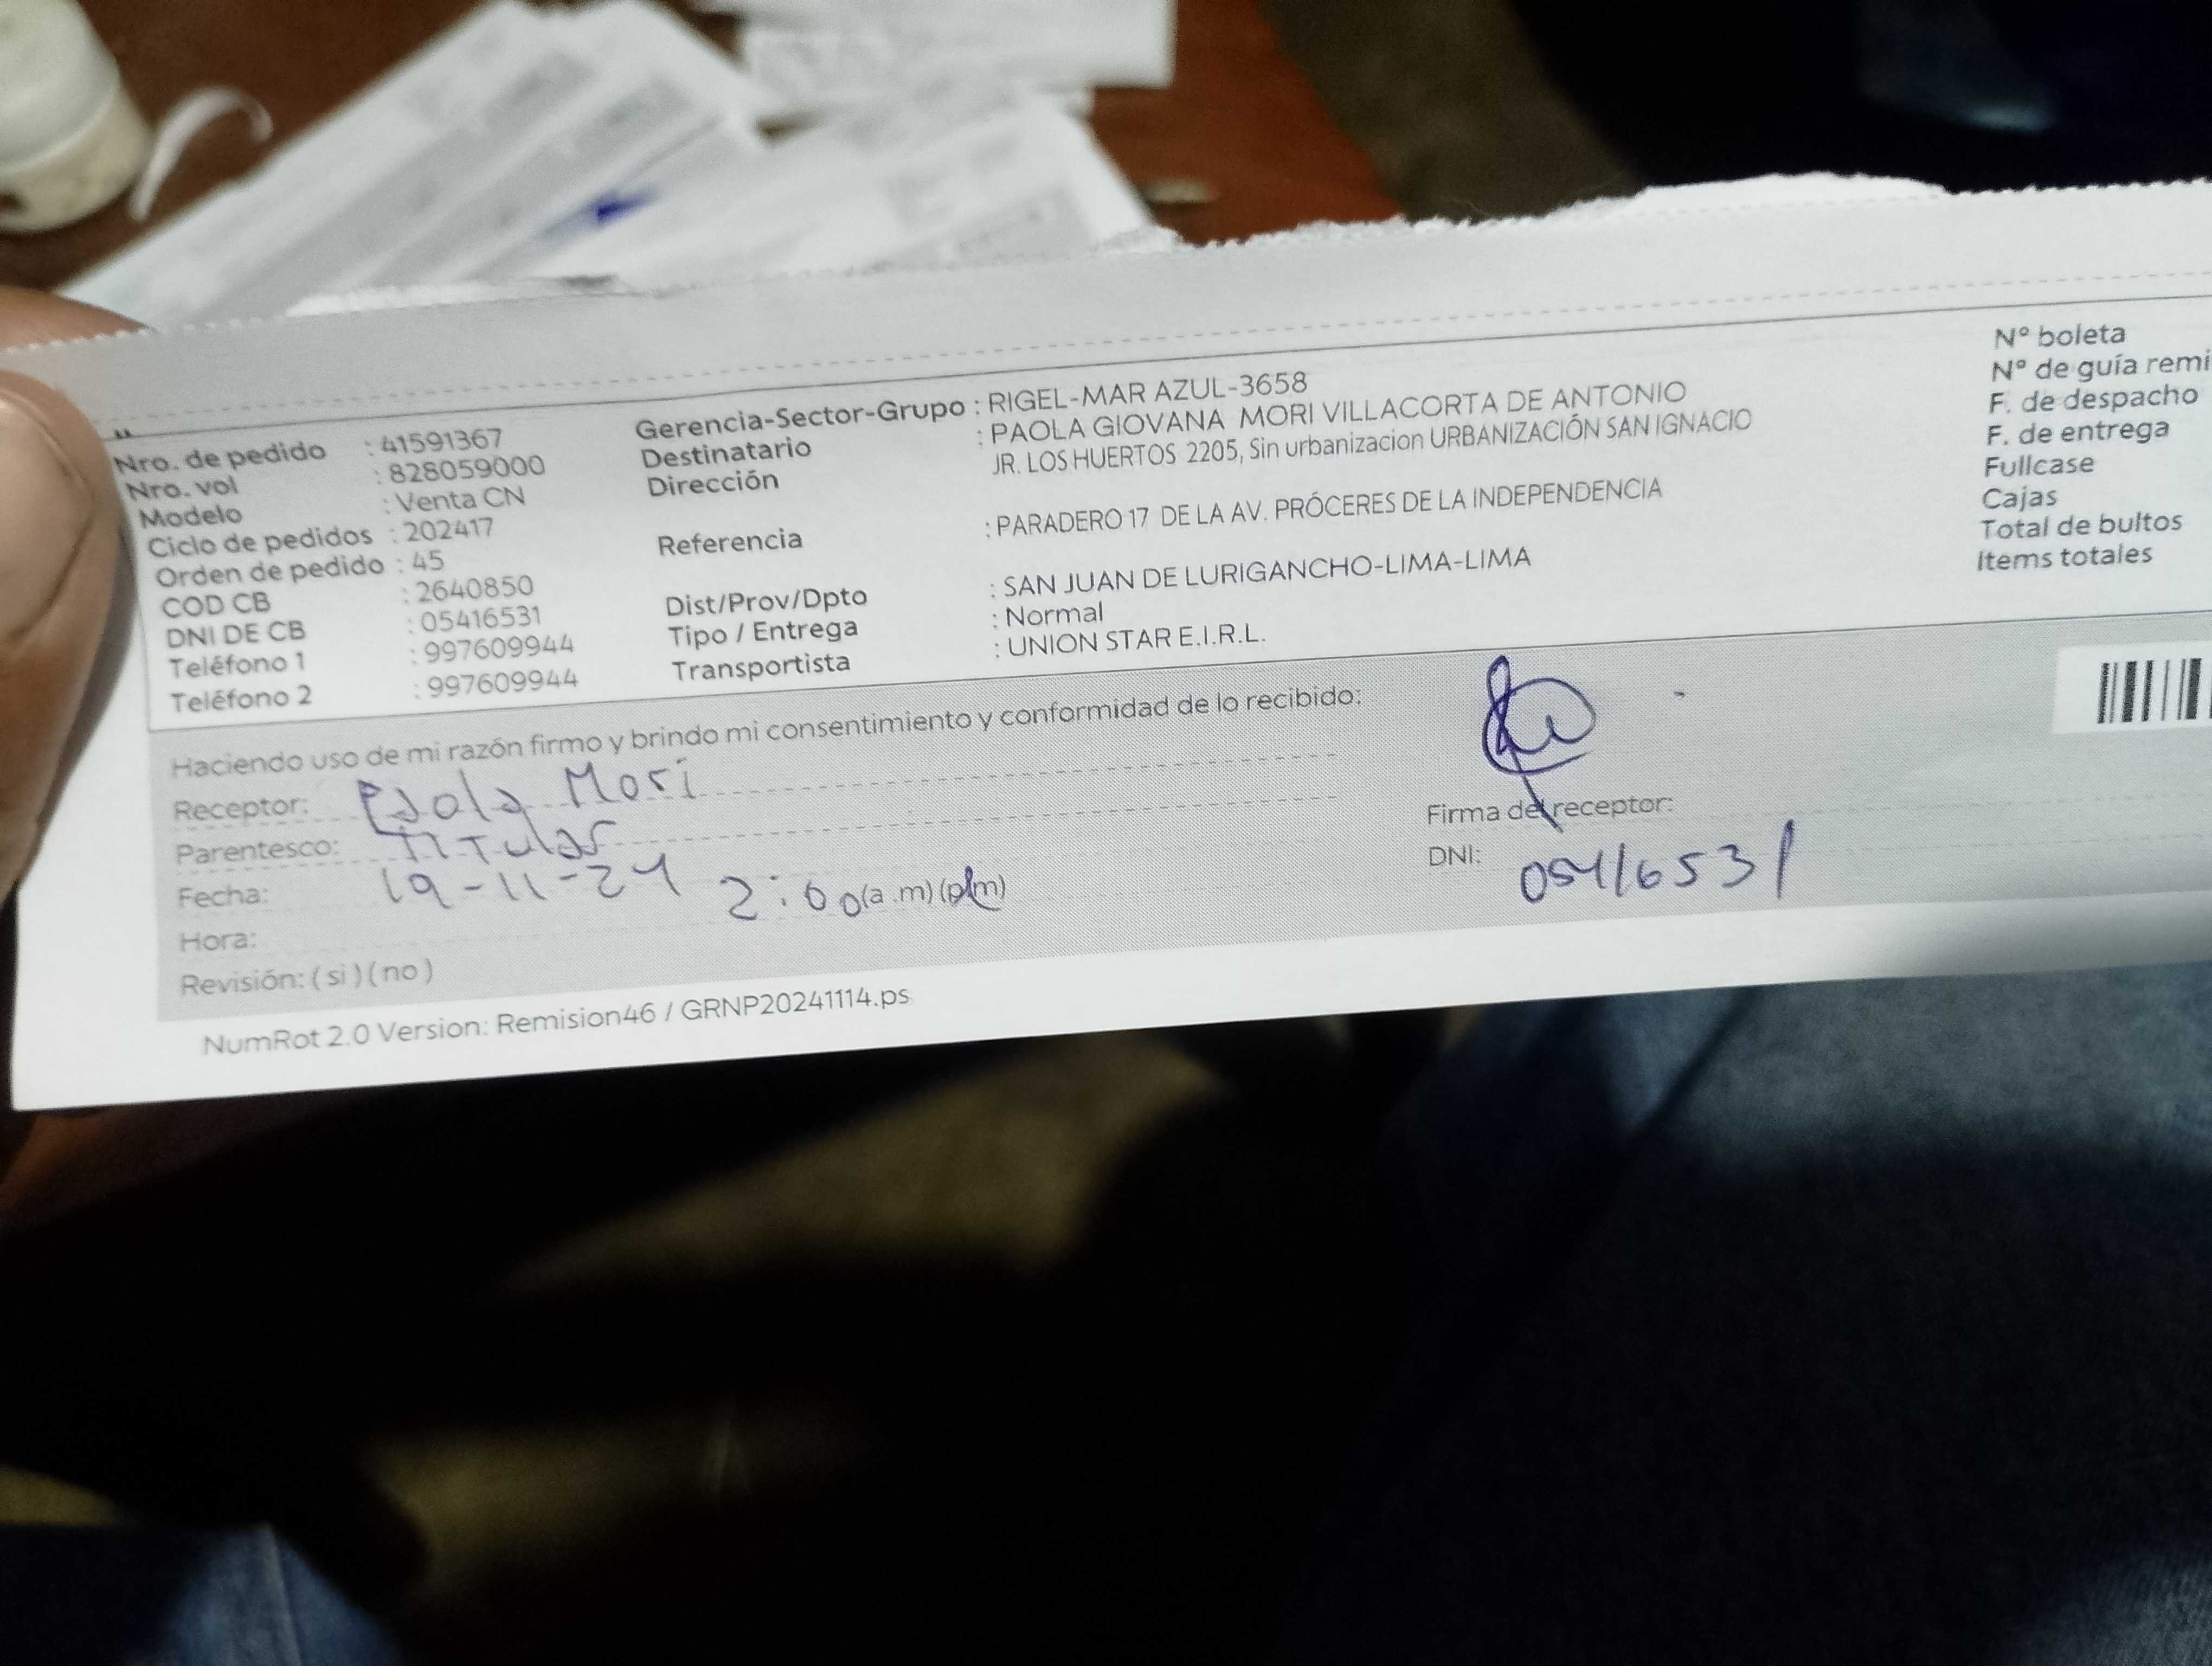 Nro. de pedido : 41591367
Nro. vol : 828059000
Modelo : Venta CN
Ciclo de pedidos : 202417
Orden de pedido : 45
COD CB : 2640850
DNI DE CB : 05416531
Teléfono 1 : 997609944
Teléfono 2 : 997609944
Gerencia-Sector-Grupo : RIGEL-MAR AZUL-3658
Destinatario : PAOLA GIOVANA MORI VILLACORTA DE ANTONIO
Dirección JR. LOS HUERTOS 2205, Sin urbanizacion URBANIZACIÓN SAN IGNACIO
Referencia : PARADERO 17 DE LA AV. PRÓCERES DE LA INDEPENDENCIA
Dist/Prov/Dpto : SAN JUAN DE LURIGANCHO-LIMA-LIMA
Tipo / Entrega : Normal
Transportista : UNION STAR E.I.R.L.
Nº boleta
Nº de guía remi
F. de despacho
F. de entrega
Fullcase
Cajas
Total de bultos
Items totales
Haciendo uso de mi razón firmo y brindo mi consentimiento y conformidad de lo recibido:
Receptor: Paola Mori
Parentesco: Titular
Fecha: 19-11-24
Hora: 2:00 (a.m) (p.m)
Revisión: ( si ) ( no )
Firma del receptor:
DNI: 05416531
NumRot 2.0 Version: Remision46 / GRNP20241114.ps